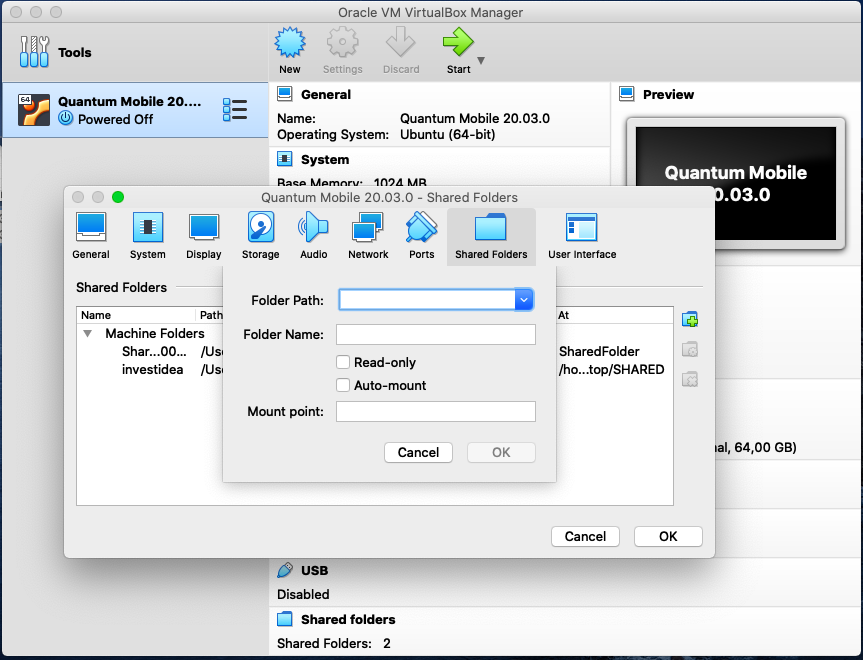 Oracle VM VirtualBox Manager
Tools
New
Settings
Discard
Start
64
Quantum Mobile 20....
Powered Off
General
Name: Quantum Mobile 20.03.0
Operating System: Ubuntu (64-bit)
System
Base Memory: 1024 MB
Preview
Quantum Mobile
20.03.0
Quantum Mobile 20.03.0 - Shared Folders
General
System
Display
Storage
Audio
Network
Ports
Shared Folders
User Interface
Shared Folders
Name Path At
Machine Folders
Shar...00... /Use SharedFolder
investidea /Use /ho...top/SHARED
Folder Path:
Folder Name:
Read-only
Auto-mount
Mount point:
Cancel OK
nal, 64,00 GB)
Cancel OK
USB
Disabled
Shared folders
Shared Folders: 2